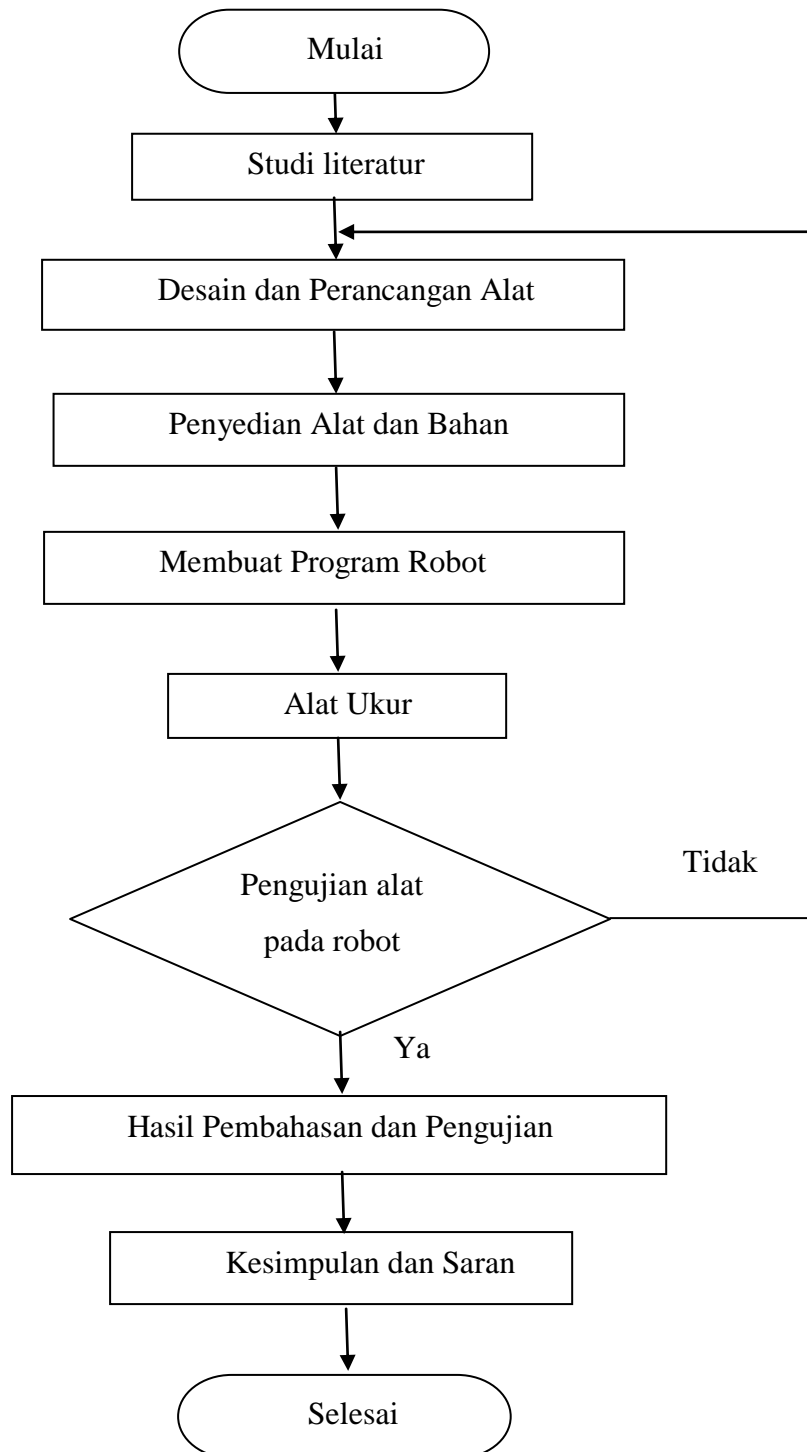 Mulai
Studi literatur
Desain dan Perancangan Alat
Penyedian Alat dan Bahan
Membuat Program Robot
Alat Ukur
Pengujian alat
pada robot
Tidak
Ya
Hasil Pembahasan dan Pengujian
Kesimpulan dan Saran
Selesai